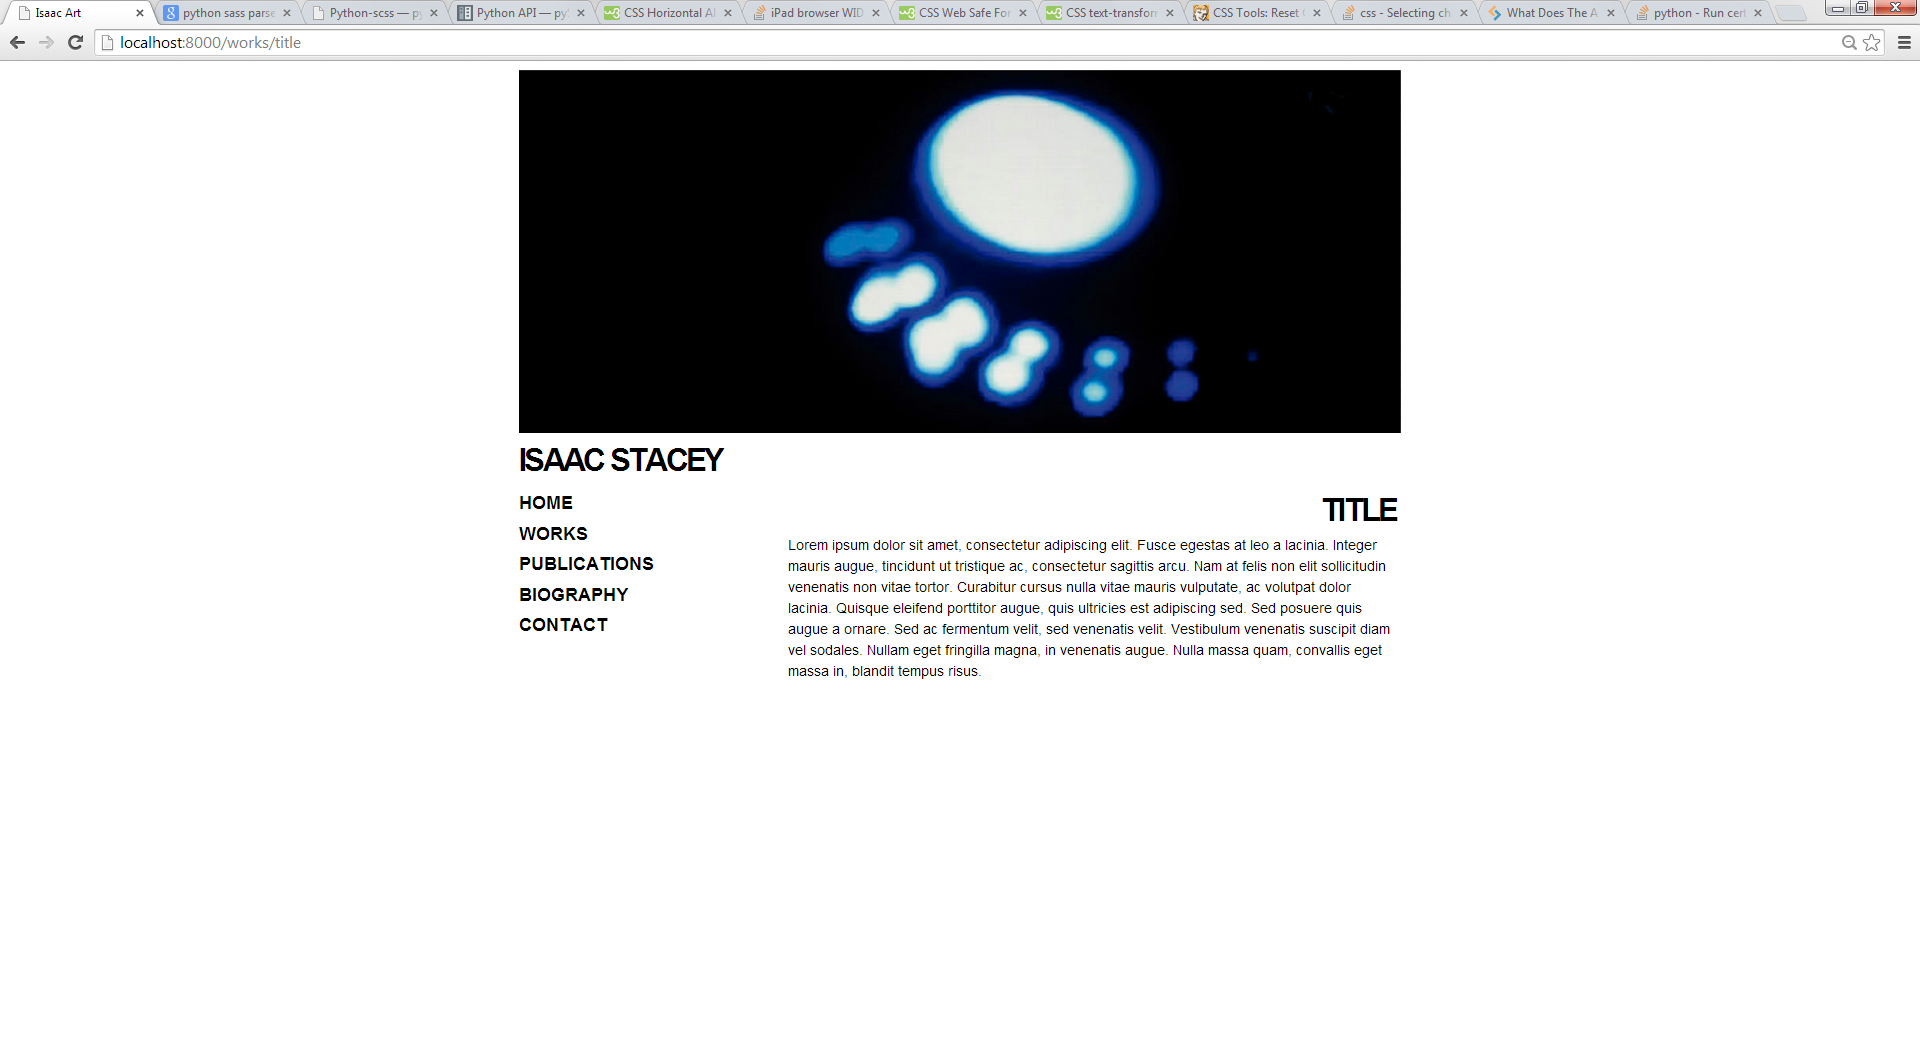 Isaac Art
python sass parse
Python-scss — py
Python API — pyS
CSS Horizontal Al
iPad browser WID
CSS Web Safe Fon
CSS text-transforn
CSS Tools: Reset
css - Selecting ch
What Does The A
python - Run cert
localhost:8000/works/title
ISAAC STACEY
HOME
WORKS
PUBLICATIONS
BIOGRAPHY
CONTACT
TITLE
Lorem ipsum dolor sit amet, consectetur adipiscing elit. Fusce egestas at leo a lacinia. Integer
mauris augue, tincidunt ut tristique ac, consectetur sagittis arcu. Nam at felis non elit sollicitudin
venenatis non vitae tortor. Curabitur cursus nulla vitae mauris vulputate, ac volutpat dolor
lacinia. Quisque eleifend porttitor augue, quis ultricies est adipiscing sed. Sed posuere quis
augue a ornare. Sed ac fermentum velit, sed venenatis velit. Vestibulum venenatis suscipit diam
vel sodales. Nullam eget fringilla magna, in venenatis augue. Nulla massa quam, convallis eget
massa in, blandit tempus risus.